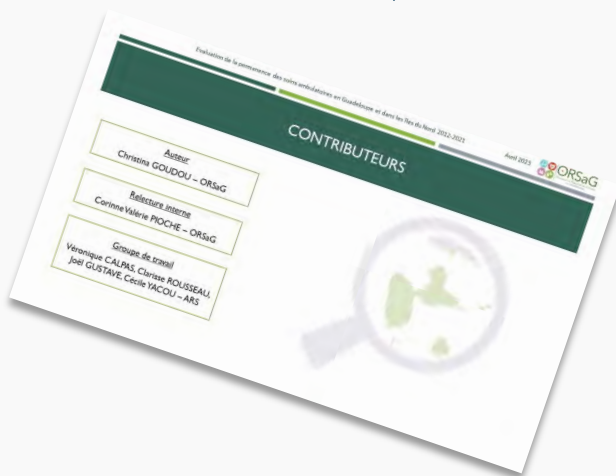 Evaluation de la permanence des soins ambulatoires en Guadeloupe et dans les îles du Nord 2012-2021
Avril 2023
ORSaG
CONTRIBUTEURS
Auteur
Christina GOUDOU – ORSaG
Relecture interne
Corinne Valérie PIOCHE – ORSaG
Groupe de travail
Véronique CALPAS, Clarisse ROUSSEAU,
Joël GUSTAVE, Cécile YACOU – ARS